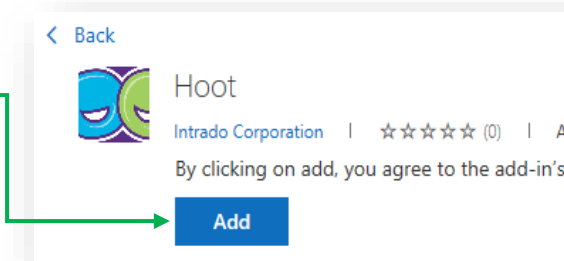 Back
Hoot
Intrado Corporation | ☆☆☆☆☆ (0) | A
By clicking on add, you agree to the add-in's
Add